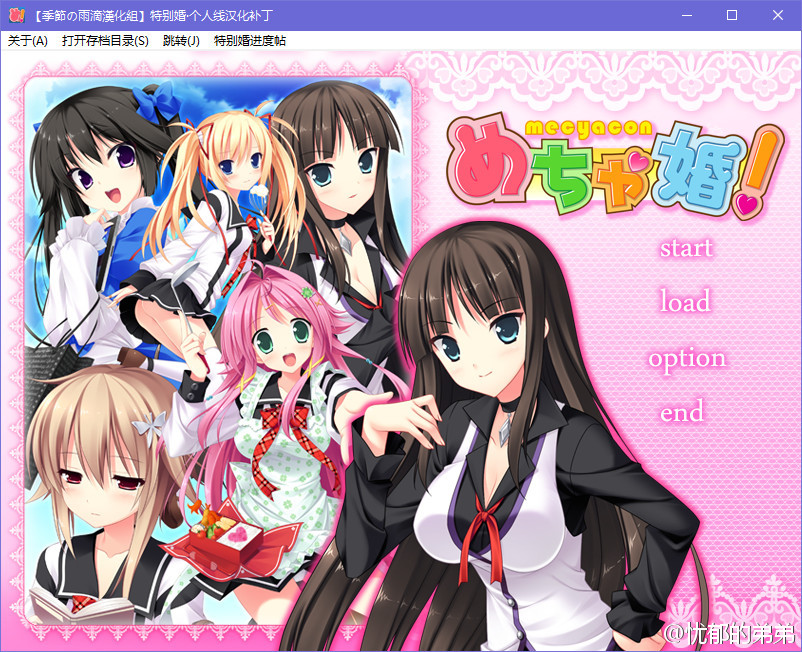 【季節の雨滴漢化組】特別婚·个人线汉化补丁
关于(A) 打开存档目录(S) 跳转(J) 特别婚进度帖
mecyacon
めちゃ婚!
start
load
option
end
@忧郁的弟弟